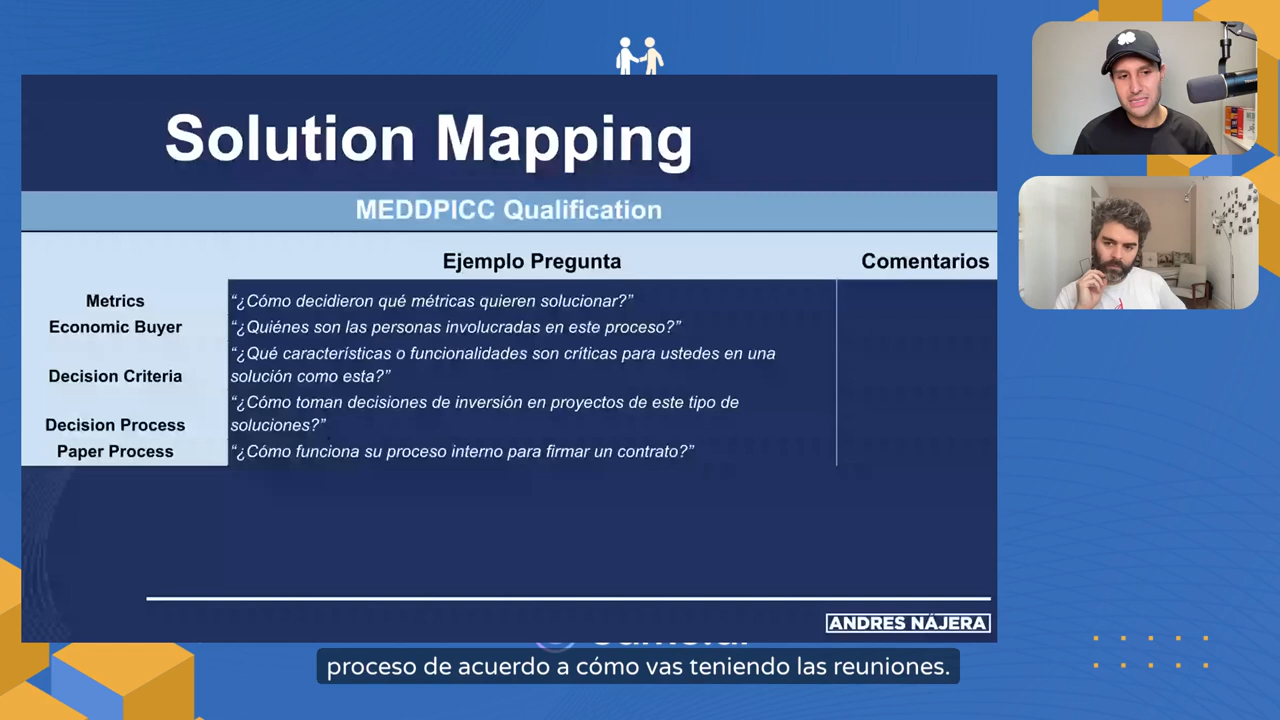 Solution Mapping
MEDDPICC Qualification
Ejemplo Pregunta Comentarios
Metrics “¿Cómo decidieron qué métricas quieren solucionar?”
Economic Buyer “¿Quiénes son las personas involucradas en este proceso?”
“¿Qué características o funcionalidades son críticas para ustedes en una
Decision Criteria solución como esta?”
“¿Cómo toman decisiones de inversión en proyectos de este tipo de
Decision Process soluciones?”
Paper Process “¿Cómo funciona su proceso interno para firmar un contrato?”
ANDRES NÁJERA
proceso de acuerdo a cómo vas teniendo las reuniones.